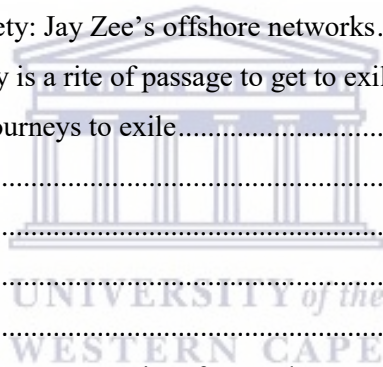 ety: Jay Zee’s offshore networks.
y is a rite of passage to get to exil
ourneys to exile....................................
....................................................
....................................................
....................................................
UNIVERSITY of the
....................................................
WESTERN CAPE